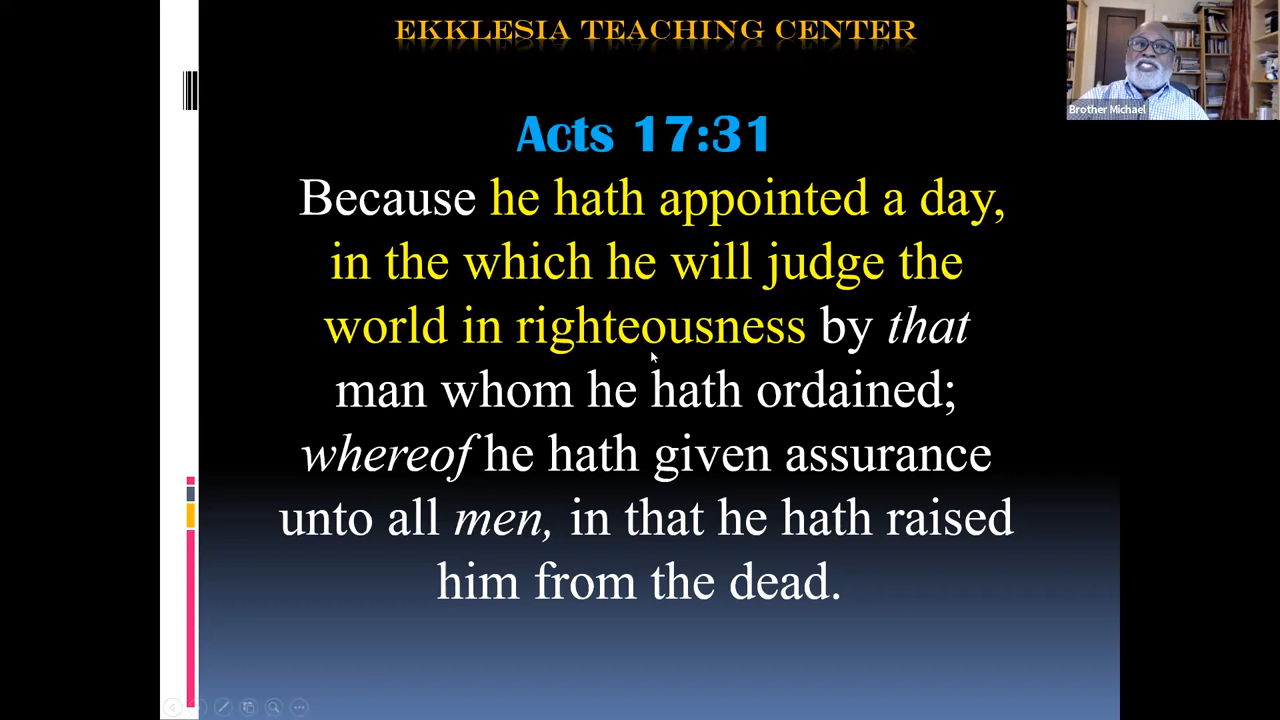 EKKLESIA TEACHING CENTER
Brother Michael
Acts 17:31
Because he hath appointed a day,
in the which he will judge the
world in righteousness by that
man whom he hath ordained;
whereof he hath given assurance
unto all men, in that he hath raised
him from the dead.